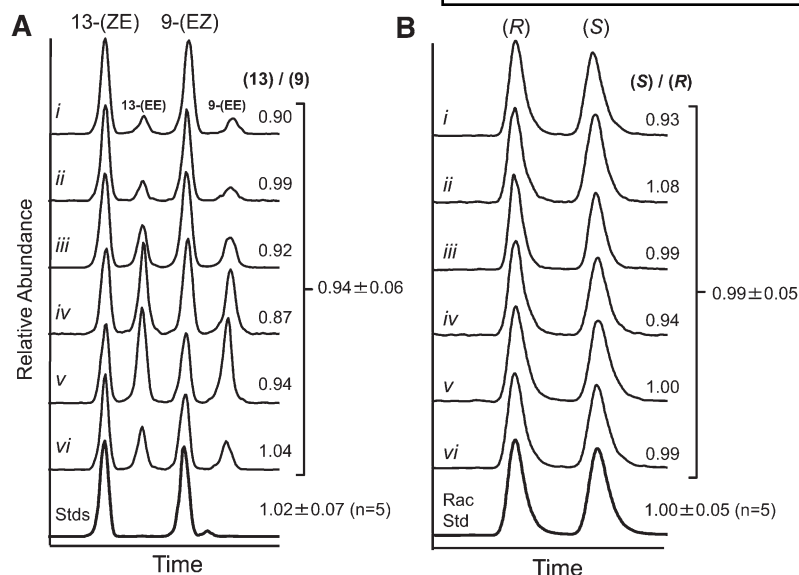 A
13-(ZE) 9-(EZ)
(13) / (9)
13-(EE) 9-(EE)
i 0.90
ii 0.99
iii 0.92
0.94±0.06
iv 0.87
v 0.94
vi 1.04
Stds 1.02±0.07 (n=5)
Relative Abundance
Time
B
(R) (S)
(S) / (R)
i 0.93
ii 1.08
iii 0.99
0.99±0.05
iv 0.94
v 1.00
vi 0.99
Rac
Std 1.00±0.05 (n=5)
Time